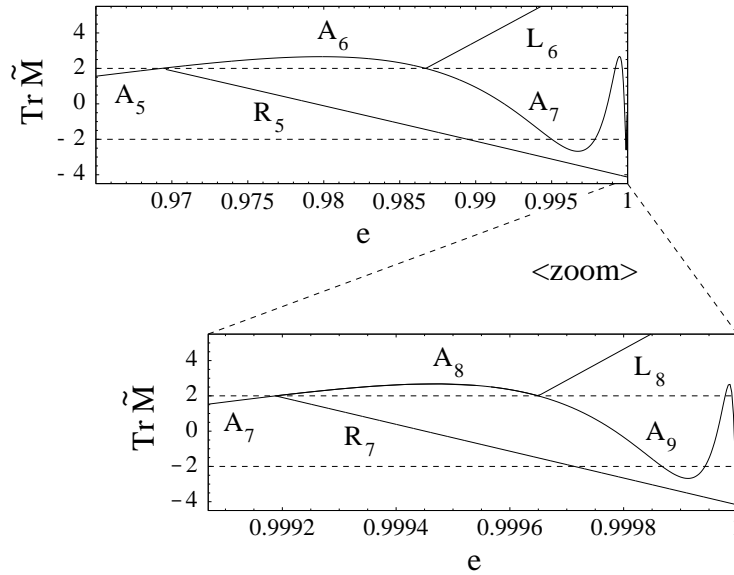 Tr M̃
4
2
0
-2
-4
A₅
A₆
R₅
L₆
A₇
0.97
0.975
0.98
0.985
0.99
0.995
1
e
<zoom>
Tr M̃
4
2
0
-2
-4
A₇
A₈
R₇
L₈
A₉
0.9992
0.9994
0.9996
0.9998
e